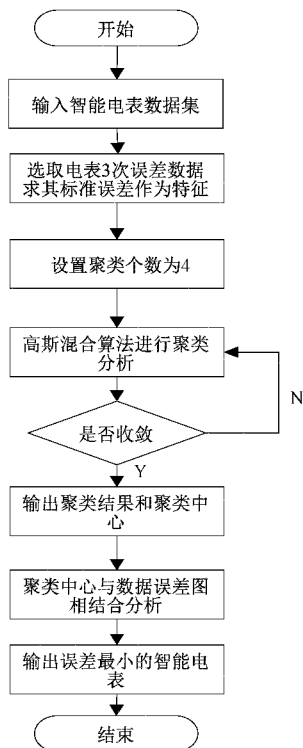 开始
输入智能电表数据集
选取电表3次误差数据
求其标准误差作为特征
设置聚类个数为4
高斯混合算法进行聚类
分析
N
是否收敛
Y
输出聚类结果和聚类中
心
聚类中心与数据误差图
相结合分析
输出误差最小的智能电
表
结束